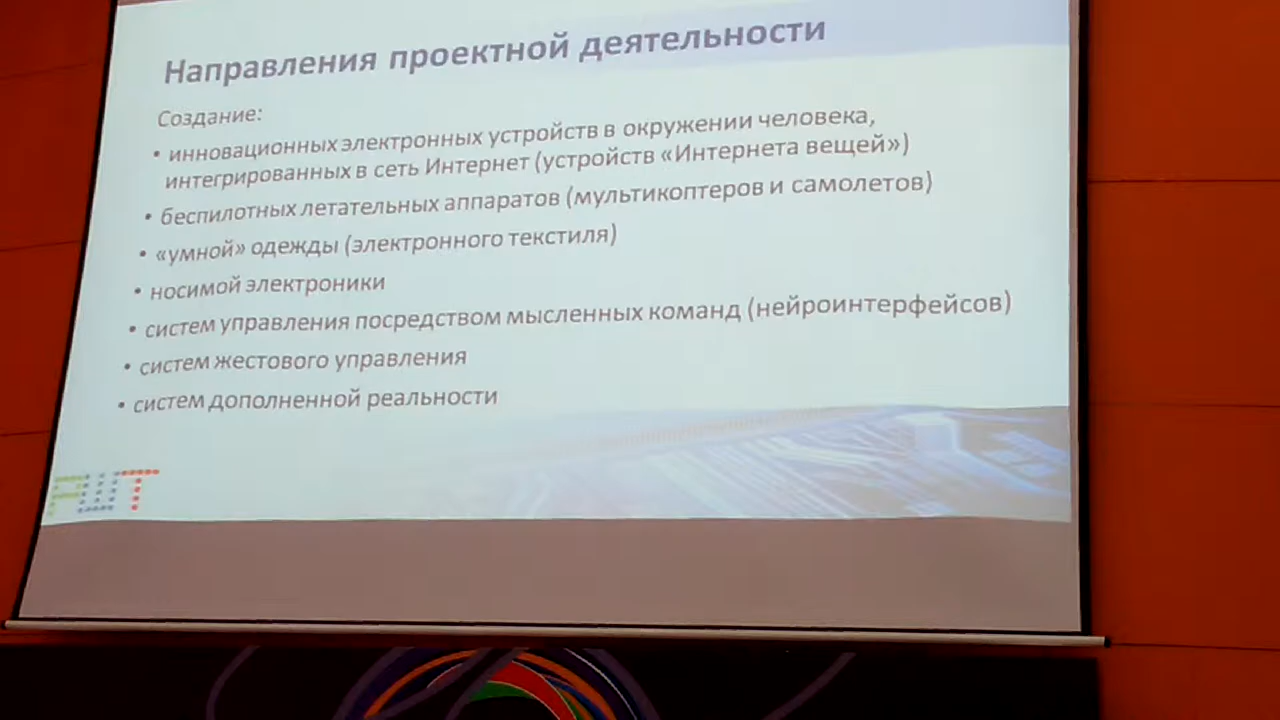 Направления проектной деятельности
Создание:
• инновационных электронных устройств в окружении человека,
интегрированных в сеть Интернет (устройств «Интернета вещей»)
• беспилотных летательных аппаратов (мультикоптеров и самолетов)
• «умной» одежды (электронного текстиля)
• носимой электроники
• систем управления посредством мысленных команд (нейроинтерфейсов)
• систем жестового управления
• систем дополненной реальности